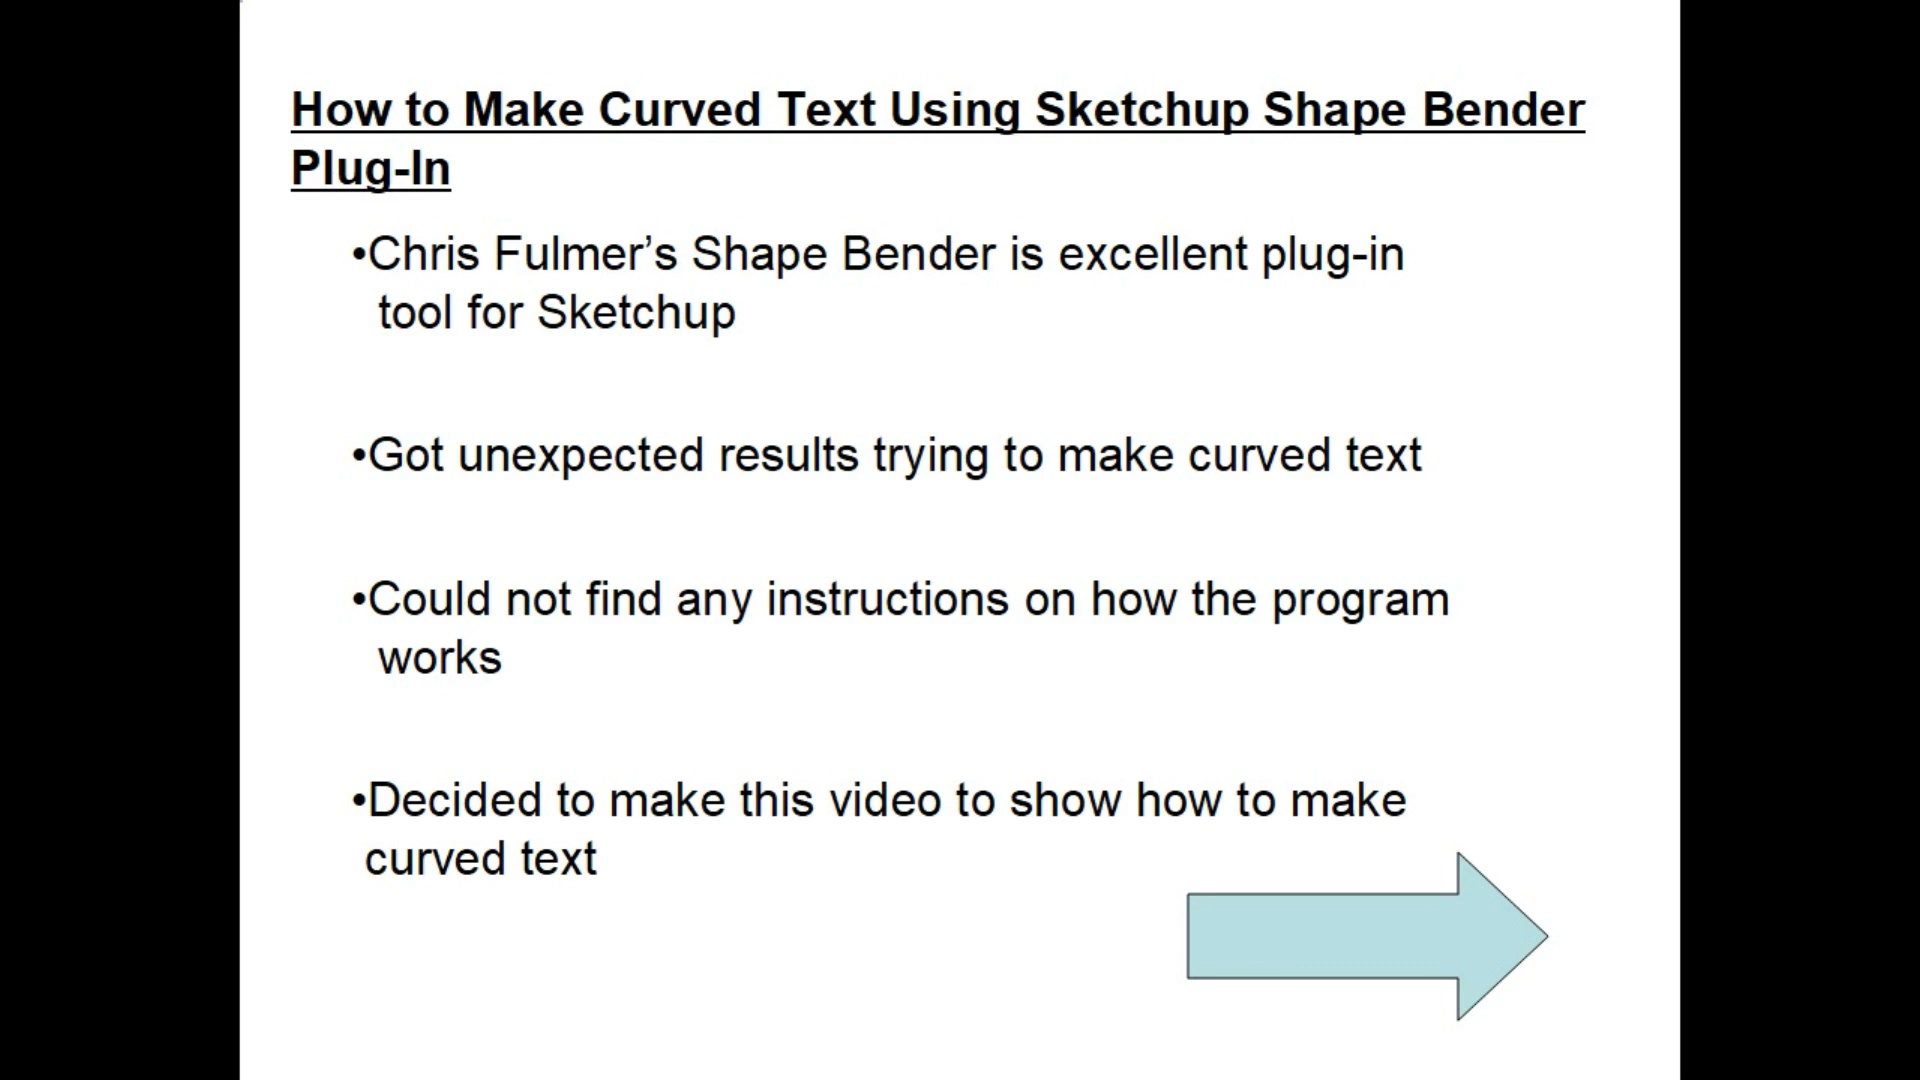 How to Make Curved Text Using Sketchup Shape Bender
Plug-In
•Chris Fulmer’s Shape Bender is excellent plug-in
tool for Sketchup
•Got unexpected results trying to make curved text
•Could not find any instructions on how the program
works
•Decided to make this video to show how to make
curved text